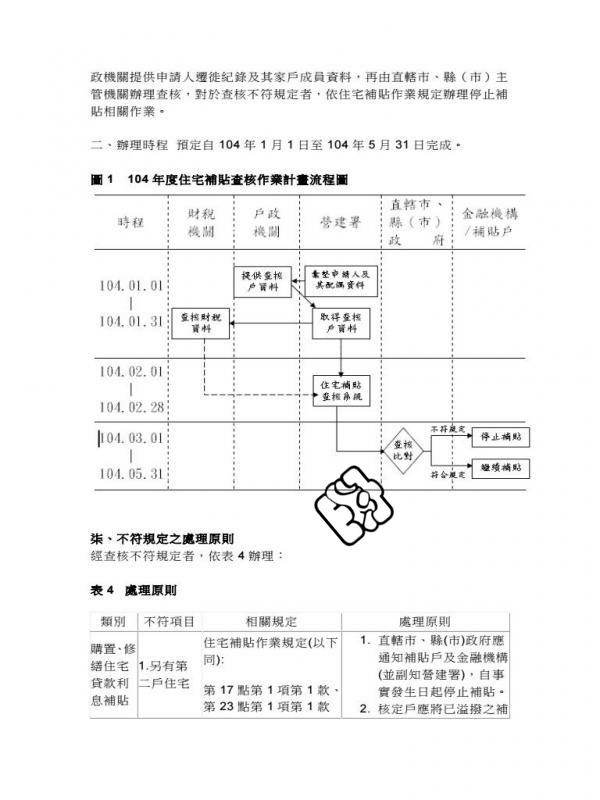 政機關提供申請人遷徙紀錄及其家戶成員資料，再由直轄市、縣（市）主
管機關辦理查核，對於查核不符規定者，依住宅補貼作業規定辦理停止補
貼相關作業。
二、辦理時程 預定自 104 年 1 月 1 日至 104 年 5 月 31 日完成。
圖 1 104 年度住宅補貼查核作業計畫流程圖
時程
財稅
機關
戶政
機關
營建署
直轄市、
縣（市）
政 府
金融機構
/補貼戶
104.01.01
|
104.01.31
提供查核
戶資料
彙整申請人及
其配偶資料
查核財稅
資料
取得查核
戶資料
104.02.01
|
104.02.28
住宅補貼
查核系統
104.03.01
|
104.05.31
查核
比對
不符規定
停止補貼
符合規定
繼續補貼
柒、不符規定之處理原則
經查核不符規定者，依表 4 辦理：
表 4 處理原則
類別 不符項目 相關規定 處理原則
購置、修
繕住宅
貸款利
息補貼
1.另有第
二戶住宅
住宅補貼作業規定(以下
同):
第 17 點第 1 項第 1 款、
第 23 點第 1 項第 1 款
1. 直轄市、縣(市)政府應
通知補貼戶及金融機構
(並副知營建署)，自事
實發生日起停止補貼。
2. 核定戶應將已溢撥之補